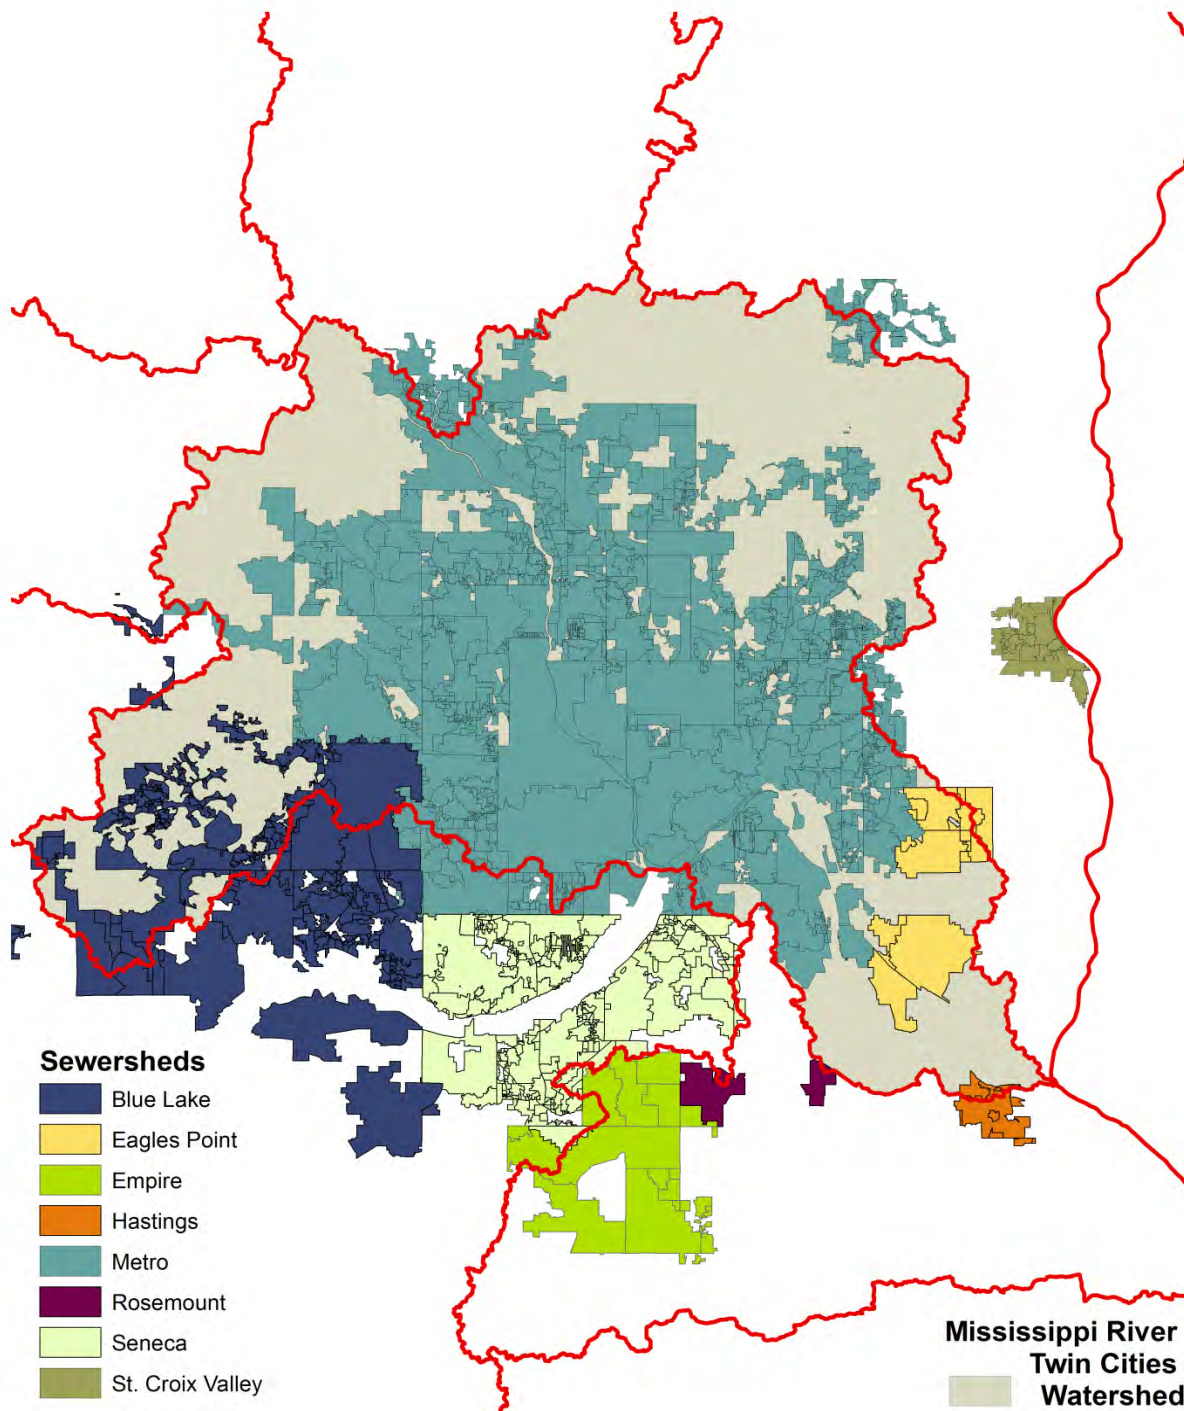 Sewersheds
Blue Lake
Eagles Point
Empire
Hastings
Metro
Rosemount
Seneca
St. Croix Valley
Mississippi River
Twin Cities
Watershed